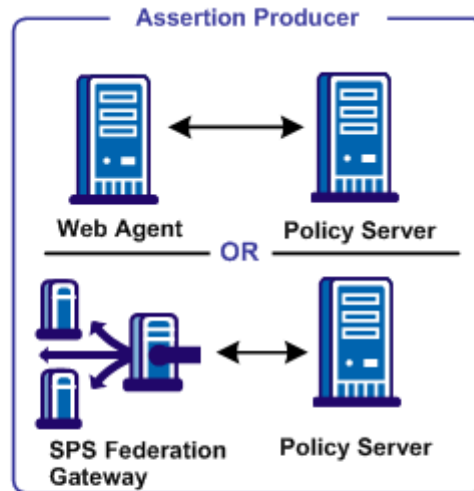 Assertion Producer
Web Agent
Policy Server
OR
SPS Federation
Gateway
Policy Server